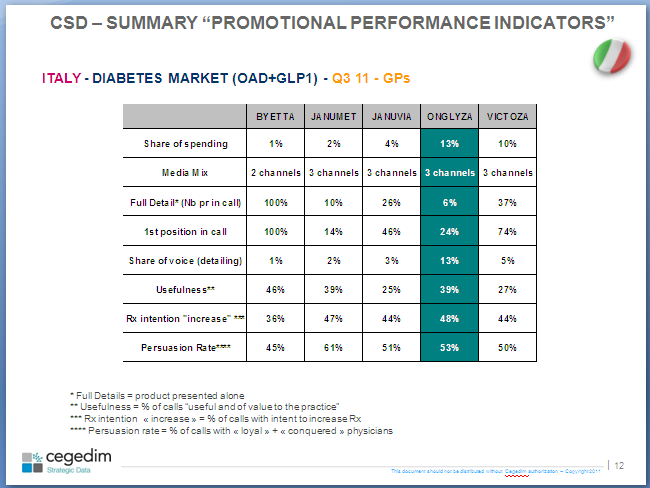 CSD – SUMMARY “PROMOTIONAL PERFORMANCE INDICATORS”
ITALY - DIABETES MARKET (OAD+GLP1) - Q3 11 - GPs
BYETTA JANUMET JANUVIA ONGLYZA VICTOZA
Share of spending 1% 2% 4% 13% 10%
Media Mix 2 channels 3 channels 3 channels 3 channels 3 channels
Full Detail* (Nb pr in call) 100% 10% 26% 6% 37%
1st position in call 100% 14% 46% 24% 74%
Share of voice (detailing) 1% 2% 3% 13% 5%
Usefulness** 46% 39% 25% 39% 27%
Rx intention "increase" *** 36% 47% 44% 48% 44%
Persuasion Rate**** 45% 61% 51% 53% 50%
* Full Details = product presented alone
** Usefulness = % of calls “useful and of value to the practice”
*** Rx intention « increase » = % of calls with intent to increase Rx
**** Persuasion rate = % of calls with « loyal » + « conquered » physicians
cegedim
Strategic Data
This document should not be distributed without Cegedim authorization – Copyright 2011
12